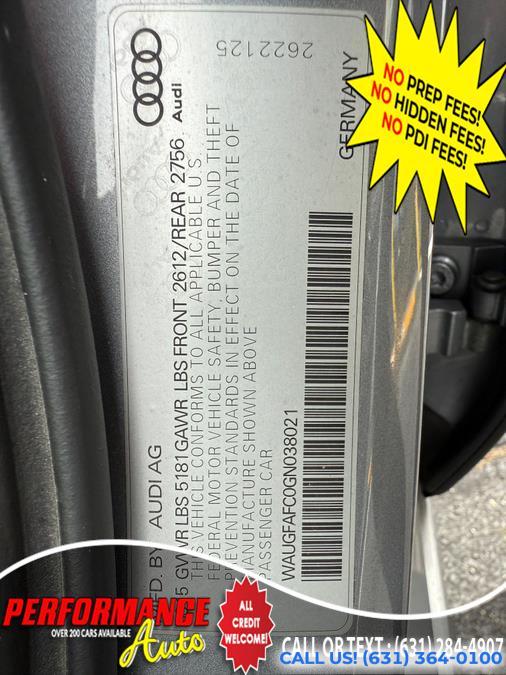 2622125
Audi
GERMANY
FD. BY AUDI AG
5 GVWR LBS 5181 GAWR LBS FRONT 2612/REAR 2756
THIS VEHICLE CONFORMS TO ALL APPLICABLE U.S.
FEDERAL MOTOR VEHICLE SAFETY, BUMPER AND THEFT
PREVENTION STANDARDS IN EFFECT ON THE DATE OF
MANUFACTURE SHOWN ABOVE
PASSENGER CAR
WAUGFAFC0GN038021
NO PREP FEES!
NO HIDDEN FEES!
NO PDI FEES!
PERFORMANCE
OVER 200 CARS AVAILABLE
Auto
ALL
CREDIT
WELCOME!
CALL OR TEXT : (631) 284-4907
CALL US! (631) 364-0100